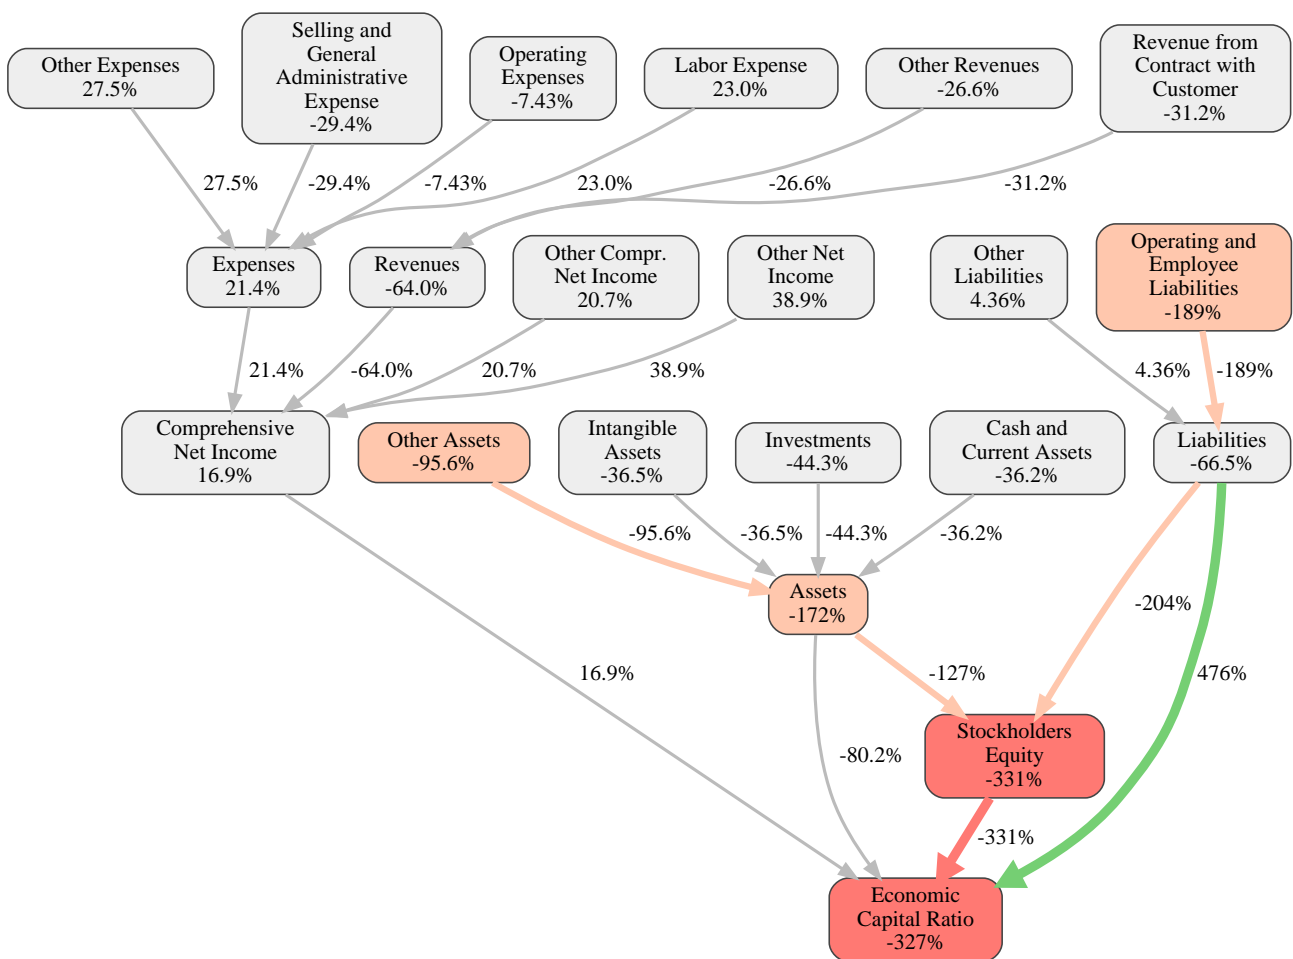 Other Expenses
27.5%
Selling and
General
Administrative
Expense
-29.4%
Operating
Expenses
-7.43%
Labor Expense
23.0%
Other Revenues
-26.6%
Revenue from
Contract with
Customer
-31.2%
27.5%
-29.4%
-7.43%
23.0%
-26.6%
-31.2%
Expenses
21.4%
Revenues
-64.0%
Other Compr.
Net Income
20.7%
Other Net
Income
38.9%
Other
Liabilities
4.36%
Operating and
Employee
Liabilities
-189%
21.4%
-64.0%
20.7%
38.9%
4.36%
-189%
Comprehensive
Net Income
16.9%
Other Assets
-95.6%
Intangible
Assets
-36.5%
Investments
-44.3%
Cash and
Current Assets
-36.2%
Liabilities
-66.5%
-95.6%
-36.5%
-44.3%
-36.2%
Assets
-172%
-204%
16.9%
-127%
476%
Stockholders
Equity
-331%
-80.2%
-331%
Economic
Capital Ratio
-327%